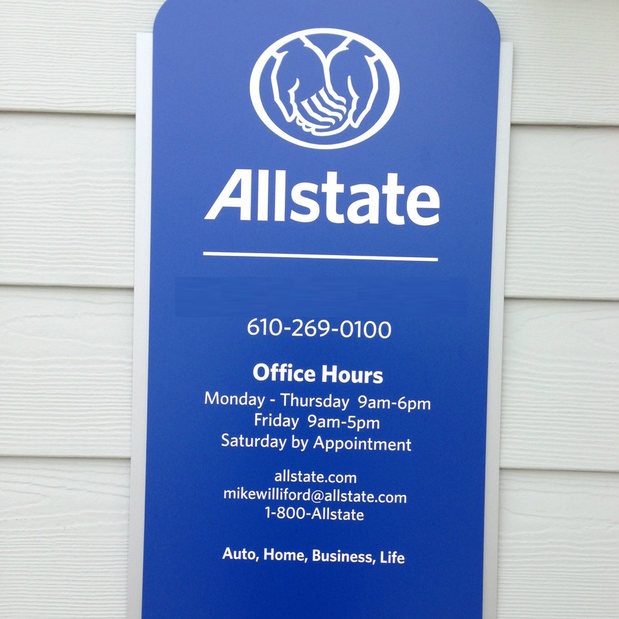 Allstate
610-269-0100
Office Hours
Monday - Thursday 9am-6pm
Friday 9am-5pm
Saturday by Appointment
allstate.com
mikewilliford@allstate.com
1-800-Allstate
Auto, Home, Business, Life